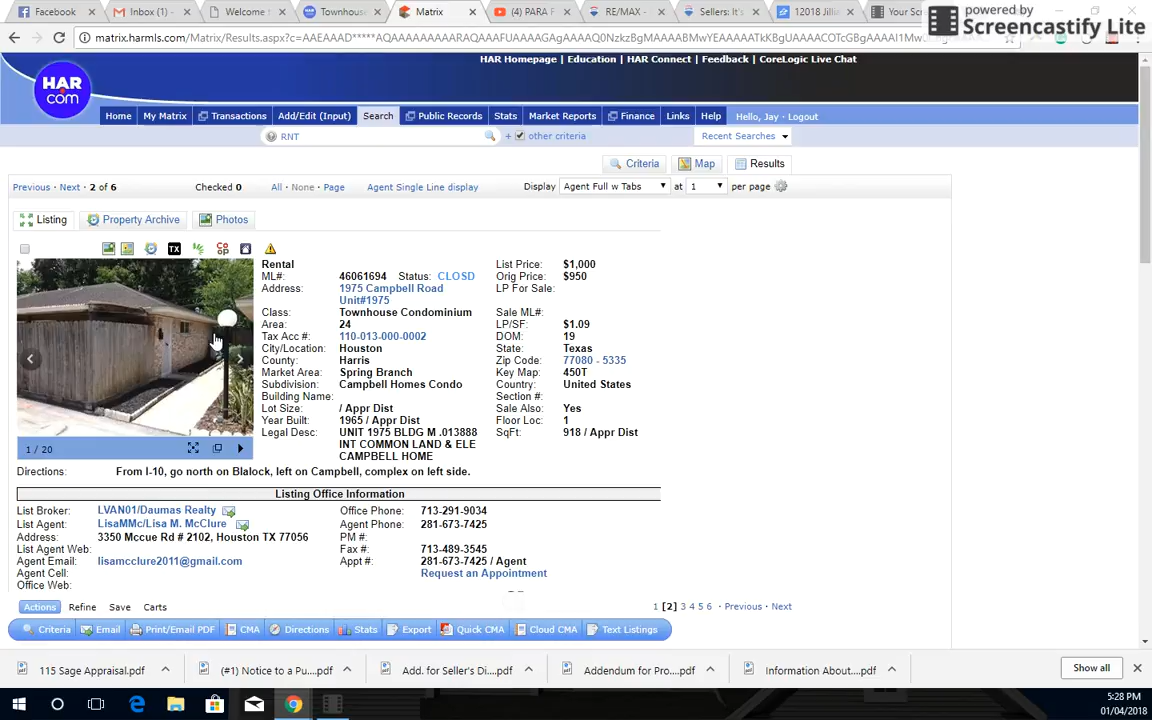 Facebook
Inbox (1)
Welcome
Townhous
Matrix
(4) PARA F
RE/MAX -
Sellers: It's
12018 Jilli
Your Scr
powered by
Screencastify Lite
HAR Homepage | Education | HAR Connect | Feedback | CoreLogic Live Chat
HAR
com
Home
My Matrix
Transactions
Add/Edit (Input)
Search
Public Records
Stats
Market Reports
Finance
Links
Help
Hello, Jay - Logout
RNT
+ other criteria
Recent Searches
Criteria
Map
Results
Previous · Next · 2 of 6
Checked 0
All · None · Page
Agent Single Line display
Display Agent Full w Tabs at 1 per page
Listing
Property Archive
Photos
TX
CO OP
1 / 20
Rental
List Price: $1,000
ML#: 46061694 Status: CLOSD
Orig Price: $950
Address: 1975 Campbell Road
LP For Sale:
Unit#1975
Class: Townhouse Condominium
Sale ML#:
Area: 24
LP/SF: $1.09
Tax Acc #: 110-013-000-0002
DOM: 19
City/Location: Houston
State: Texas
County: Harris
Zip Code: 77080 - 5335
Market Area: Spring Branch
Key Map: 450T
Subdivision: Campbell Homes Condo
Country: United States
Building Name:
Section #:
Lot Size: / Appr Dist
Sale Also: Yes
Year Built: 1965 / Appr Dist
Floor Loc: 1
Legal Desc: UNIT 1975 BLDG M .013888
SqFt: 918 / Appr Dist
INT COMMON LAND & ELE
CAMPBELL HOME
Directions: From I-10, go north on Blalock, left on Campbell, complex on left side.
Listing Office Information
List Broker: LVAN01/Daumas Realty
Office Phone: 713-291-9034
List Agent: LisaMMc/Lisa M. McClure
Agent Phone: 281-673-7425
Address: 3350 Mccue Rd # 2102, Houston TX 77056
PM #:
List Agent Web:
Fax #: 713-489-3545
Agent Email: lisamcclure2011@gmail.com
Appt #: 281-673-7425 / Agent
Agent Cell:
Request an Appointment
Office Web:
Actions
Refine
Save
Carts
1 [2] 3 4 5 6 · Previous · Next
Criteria
Email
Print/Email PDF
CMA
Directions
Stats
Export
Quick CMA
Cloud CMA
Text Listings
115 Sage Appraisal.pdf
(#1) Notice to a Pu....pdf
Add. for Seller's Di....pdf
Addendum for Pro....pdf
Information About....pdf
Show all
5:28 PM
01/04/2018